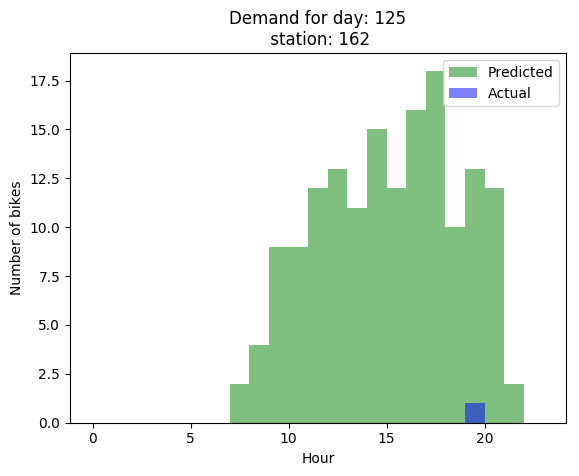 Demand for day: 125
station: 162
Predicted
Actual
17.5
15.0
12.5
10.0
7.5
5.0
2.5
0.0
Number of bikes
0 5 10 15 20
Hour